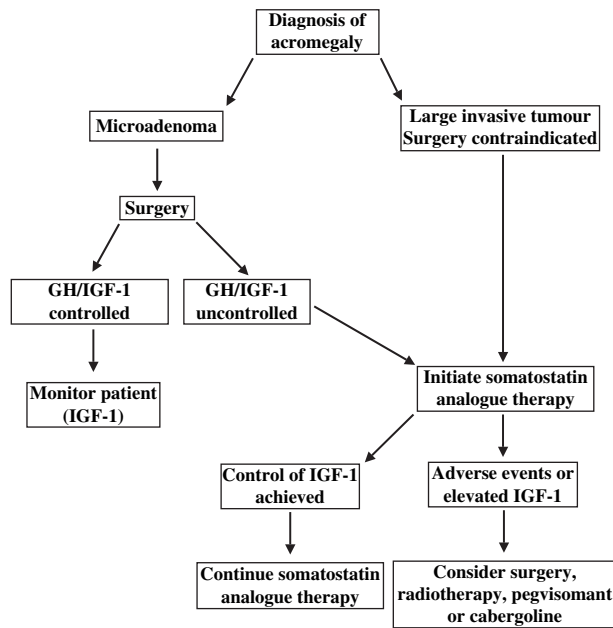 Diagnosis of
acromegaly
Microadenoma
Large invasive tumour
Surgery contraindicated
Surgery
GH/IGF-1
controlled
GH/IGF-1
uncontrolled
Monitor patient
(IGF-1)
Initiate somatostatin
analogue therapy
Control of IGF-1
achieved
Adverse events or
elevated IGF-1
Continue somatostatin
analogue therapy
Consider surgery,
radiotherapy, pegvisomant
or cabergoline